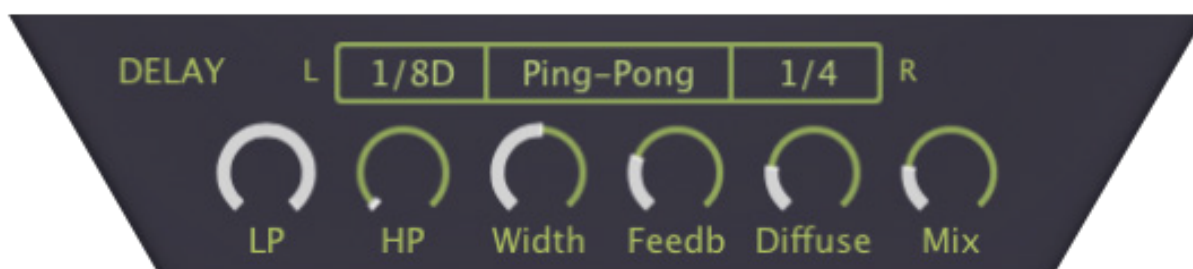 DELAY L 1/8D Ping-Pong 1/4 R
LP HP Width Feedb Diffuse Mix